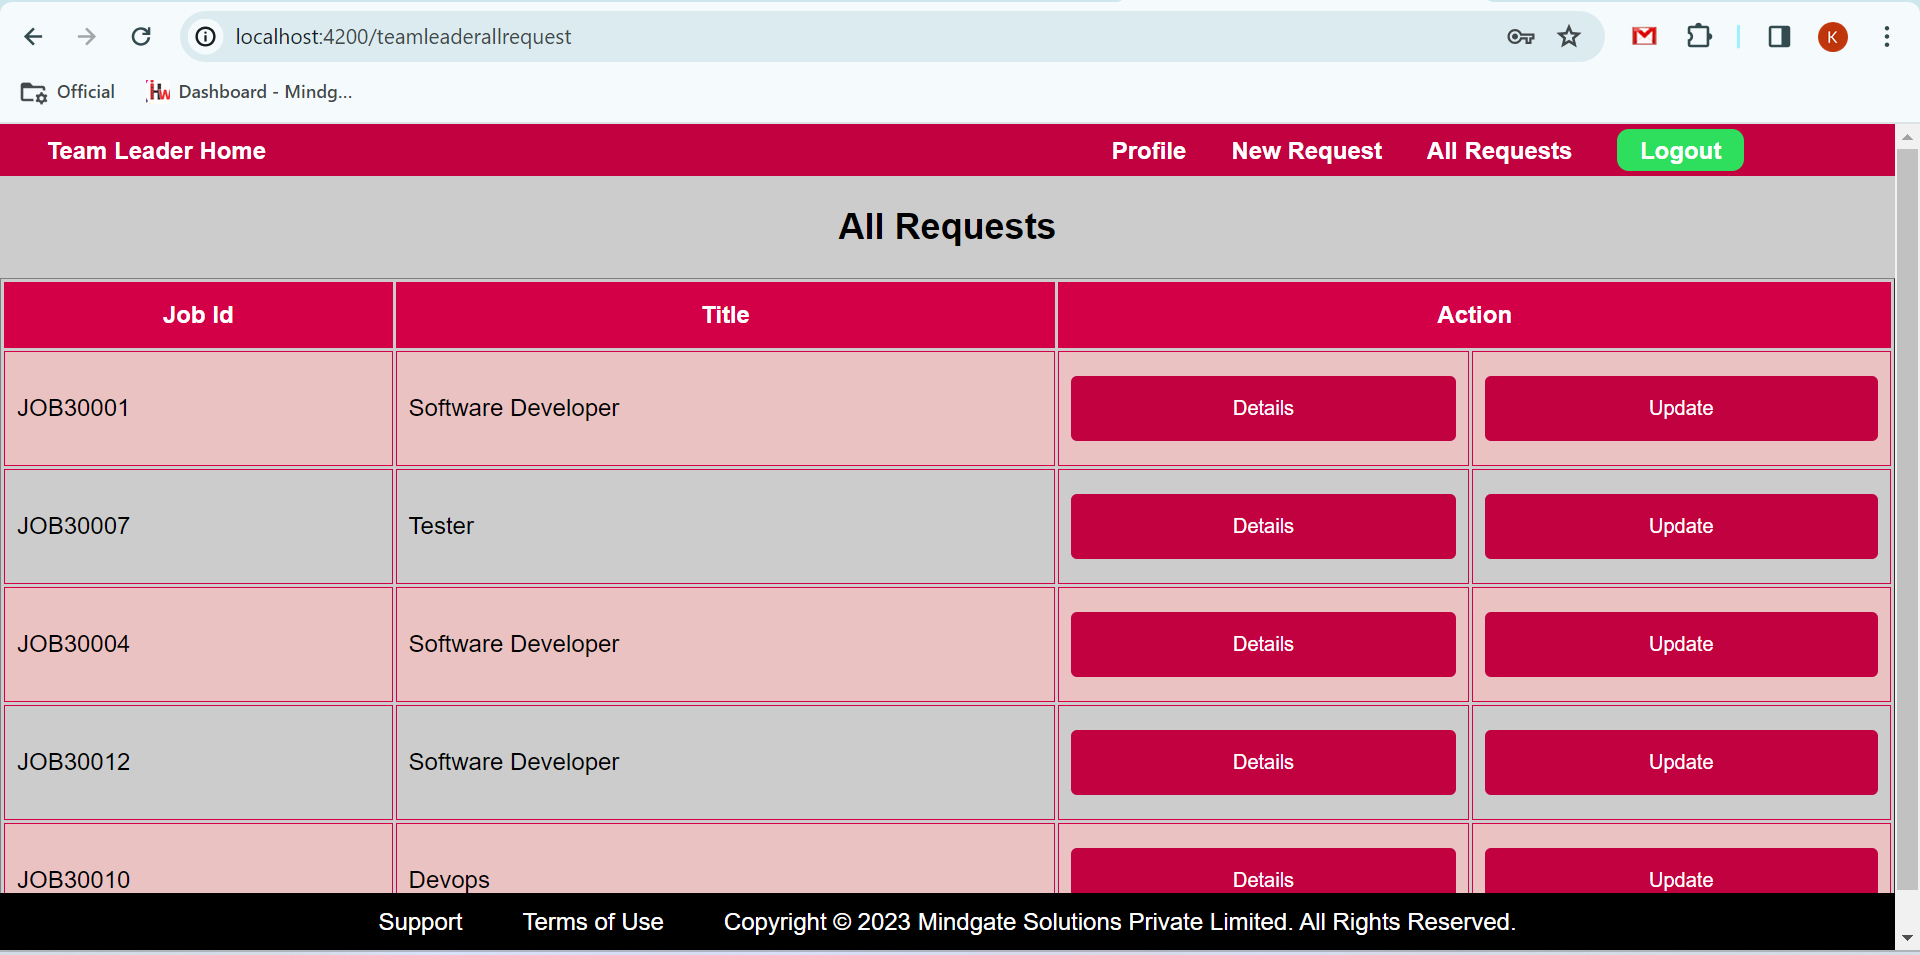 localhost:4200/teamleaderallrequest
K
Official Dashboard - Mindg...
Team Leader Home Profile New Request All Requests Logout
All Requests
Job Id Title Action
JOB30001 Software Developer Details Update
JOB30007 Tester Details Update
JOB30004 Software Developer Details Update
JOB30012 Software Developer Details Update
JOB30010 Devops Details Update
Support Terms of Use Copyright © 2023 Mindgate Solutions Private Limited. All Rights Reserved.